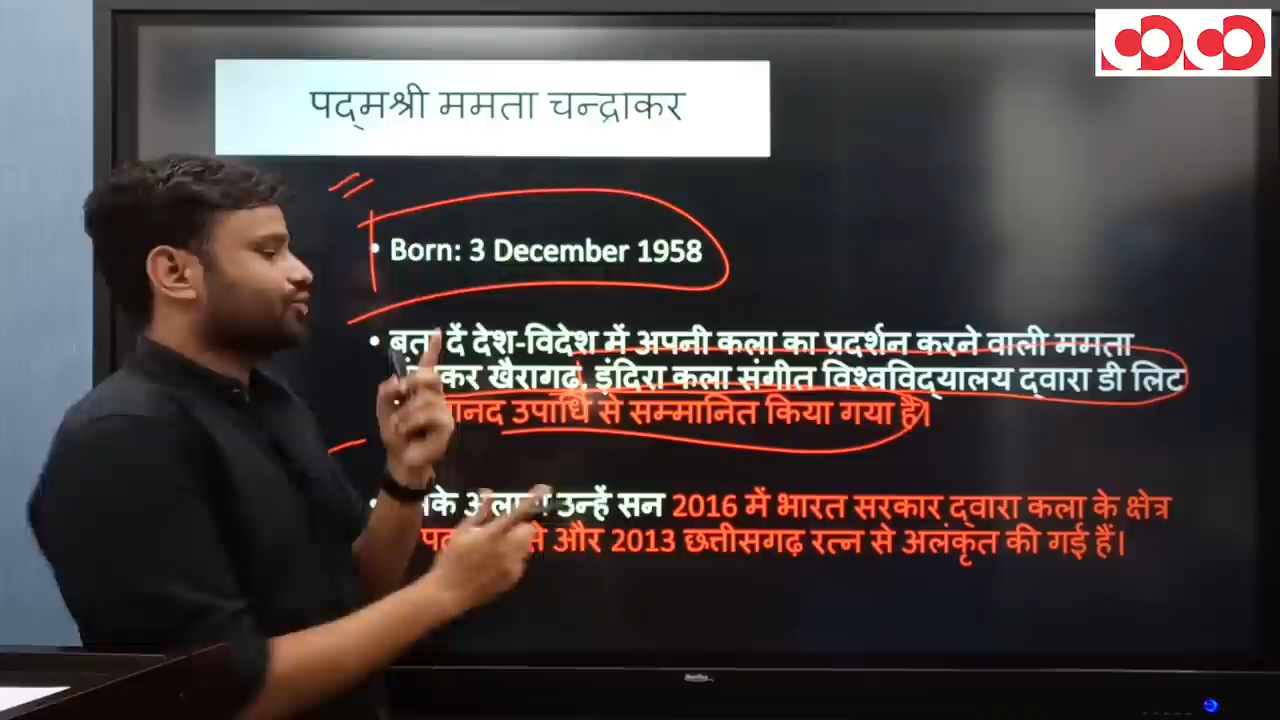 पद्मश्री ममता चन्द्राकर
• Born: 3 December 1958
• बता दें देश-विदेश में अपनी कला का प्रदर्शन करने वाली ममता
खैरागढ़, इंदिरा कला संगीत विश्वविद्यालय द्वारा डी लिट
उपाधि से सम्मानित किया गया है।
उन्हें सन 2016 में भारत सरकार द्वारा कला के क्षेत्र
और 2013 छत्तीसगढ़ रत्न से अलंकृत की गई हैं।